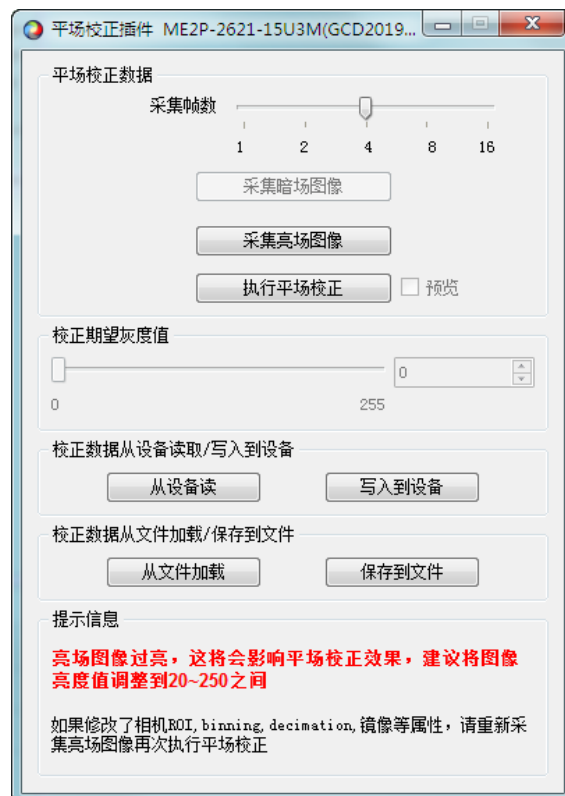 平场校正插件 ME2P-2621-15U3M(GCD2019...
平场校正数据
采集帧数
1 2 4 8 16
采集暗场图像
采集亮场图像
执行平场校正 预览
校正期望灰度值
0
0 255
校正数据从设备读取/写入到设备
从设备读 写入到设备
校正数据从文件加载/保存到文件
从文件加载 保存到文件
提示信息
亮场图像过亮，这将会影响平场校正效果，建议将图像
亮度值调整到20~250之间
如果修改了相机ROI,binning,decimation,镜像等属性，请重新采
集亮场图像再次执行平场校正